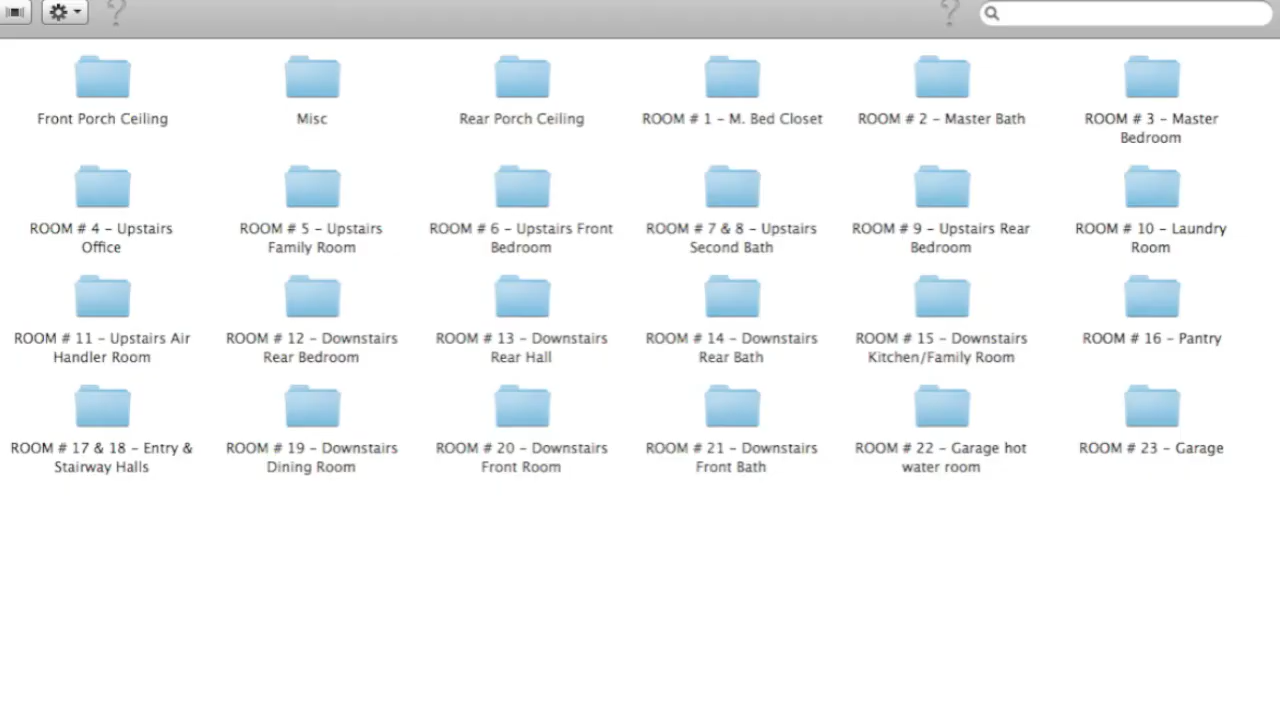 Front Porch Ceiling
Misc
Rear Porch Ceiling
ROOM # 1 - M. Bed Closet
ROOM # 2 - Master Bath
ROOM # 3 - Master
Bedroom
ROOM # 4 - Upstairs
Office
ROOM # 5 - Upstairs
Family Room
ROOM # 6 - Upstairs Front
Bedroom
ROOM # 7 & 8 - Upstairs
Second Bath
ROOM # 9 - Upstairs Rear
Bedroom
ROOM # 10 - Laundry
Room
ROOM # 11 - Upstairs Air
Handler Room
ROOM # 12 - Downstairs
Rear Bedroom
ROOM # 13 - Downstairs
Rear Hall
ROOM # 14 - Downstairs
Rear Bath
ROOM # 15 - Downstairs
Kitchen/Family Room
ROOM # 16 - Pantry
ROOM # 17 & 18 - Entry &
Stairway Halls
ROOM # 19 - Downstairs
Dining Room
ROOM # 20 - Downstairs
Front Room
ROOM # 21 - Downstairs
Front Bath
ROOM # 22 - Garage hot
water room
ROOM # 23 - Garage